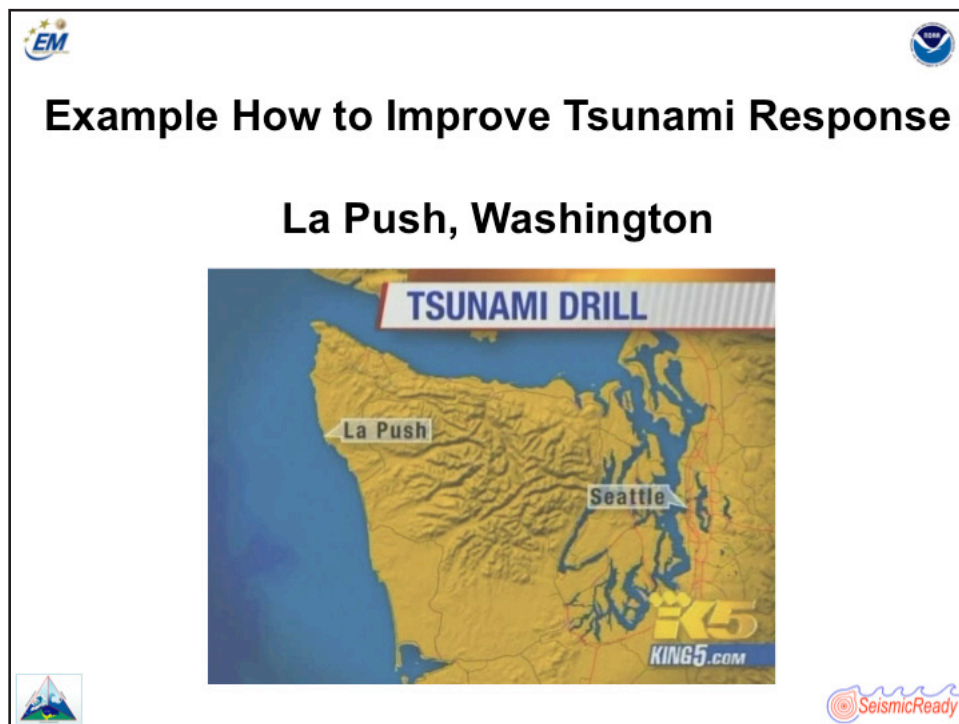 EM
NOAA
Example How to Improve Tsunami Response
La Push, Washington
TSUNAMI DRILL
La Push
Seattle
K5
KING5.COM
SeismicReady